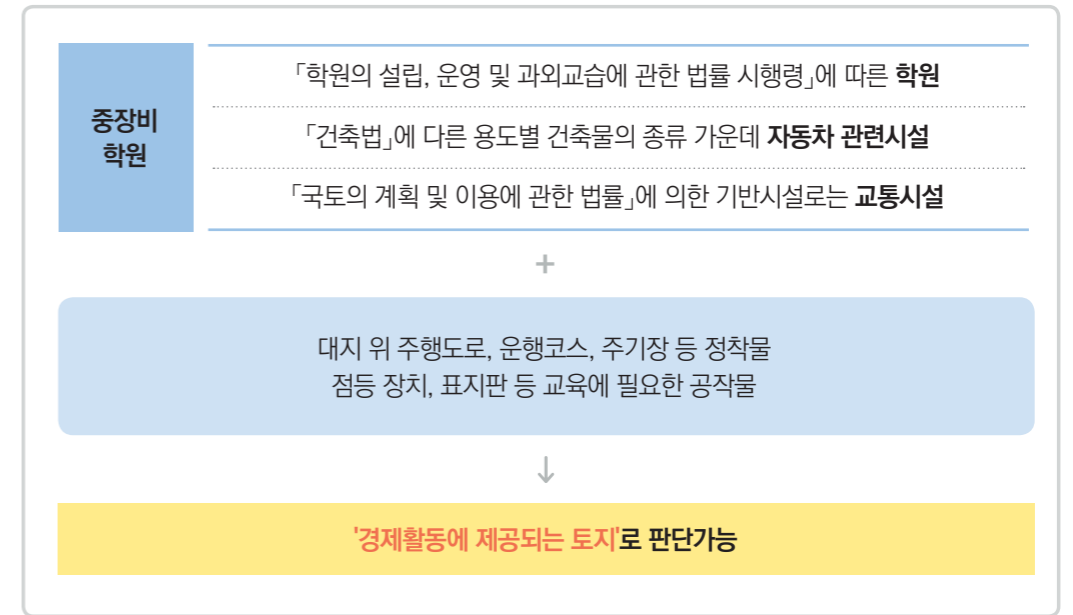 중장비
학원
「학원의 설립, 운영 및 과외교습에 관한 법률 시행령」에 따른 학원
「건축법」에 다른 용도별 건축물의 종류 가운데 자동차 관련시설
「국토의 계획 및 이용에 관한 법률」에 의한 기반시설로는 교통시설
+
대지 위 주행도로, 운행코스, 주기장 등 정착물
점등 장치, 표지판 등 교육에 필요한 공작물
↓
'경제활동에 제공되는 토지'로 판단가능